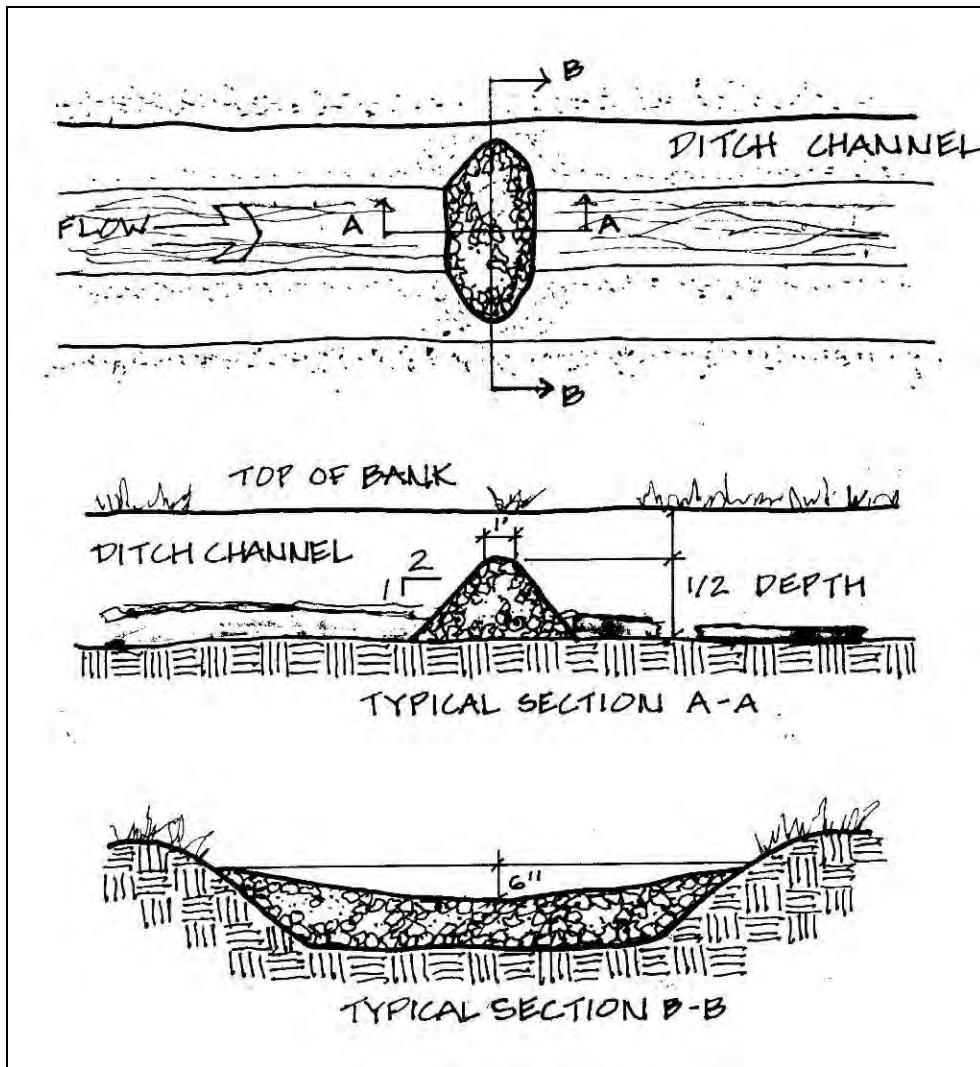 B
DITCH CHANNEL
FLOW
A
A
B
TOP OF BANK
1'
DITCH CHANNEL
2
1
1/2 DEPTH
TYPICAL SECTION A-A
6"
TYPICAL SECTION B-B